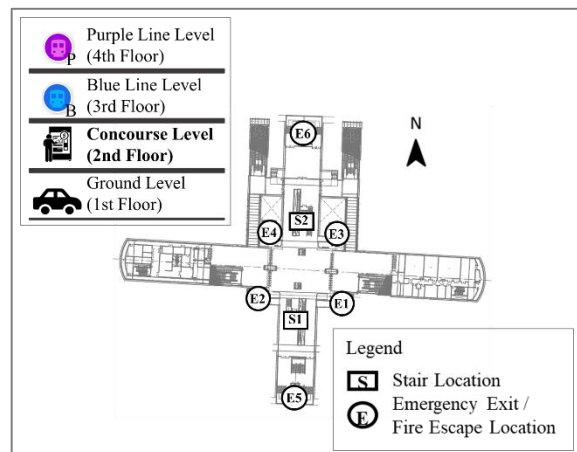 Purple Line Level
P (4th Floor)
Blue Line Level
B (3rd Floor)
Concourse Level
(2nd Floor)
Ground Level
(1st Floor)
N
E6
S2
E4
E3
E2
E1
S1
E5
Legend
S Stair Location
E Emergency Exit /
Fire Escape Location